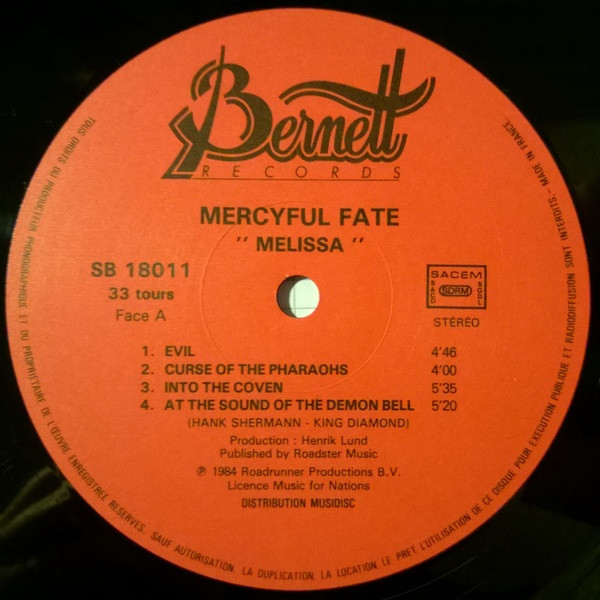 Bernett
RECORDS
MERCYFUL FATE
" MELISSA "
SB 18011
33 tours
Face A
SACEM
SACD
SDRM
SGDL
STÉRÉO
1. EVIL 4'46
2. CURSE OF THE PHARAOHS 4'00
3. INTO THE COVEN 5'35
4. AT THE SOUND OF THE DEMON BELL 5'20
(HANK SHERMANN - KING DIAMOND)
Production : Henrik Lund
Published by Roadster Music
℗ 1984 Roadrunner Productions B.V.
Licence Music for Nations
DISTRIBUTION MUSIDISC
TOUS DROITS DU PRODUCTEUR PHONOGRAPHIQUE ET DU PROPRIETAIRE DE L'ŒUVRE ENREGISTREE RESERVES. SAUF AUTORISATION. LA DUPLICATION. LA LOCATION. LE PRET. L'UTILISATION DE CE DISQUE POUR EXECUTION PUBLIQUE ET RADIODIFFUSION SONT INTERDITS. - MADE IN FRANCE.